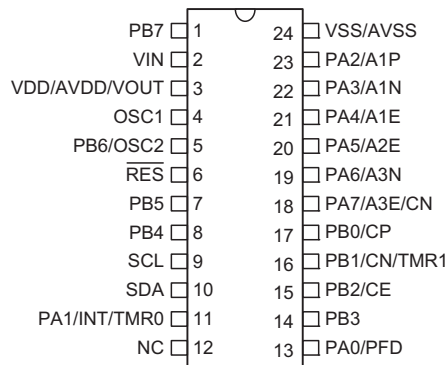 PB7 1 24 VSS/AVSS
VIN 2 23 PA2/A1P
VDD/AVDD/VOUT 3 22 PA3/A1N
OSC1 4 21 PA4/A1E
PB6/OSC2 5 20 PA5/A2E
RES 6 19 PA6/A3N
PB5 7 18 PA7/A3E/CN
PB4 8 17 PB0/CP
SCL 9 16 PB1/CN/TMR1
SDA 10 15 PB2/CE
PA1/INT/TMR0 11 14 PB3
NC 12 13 PA0/PFD